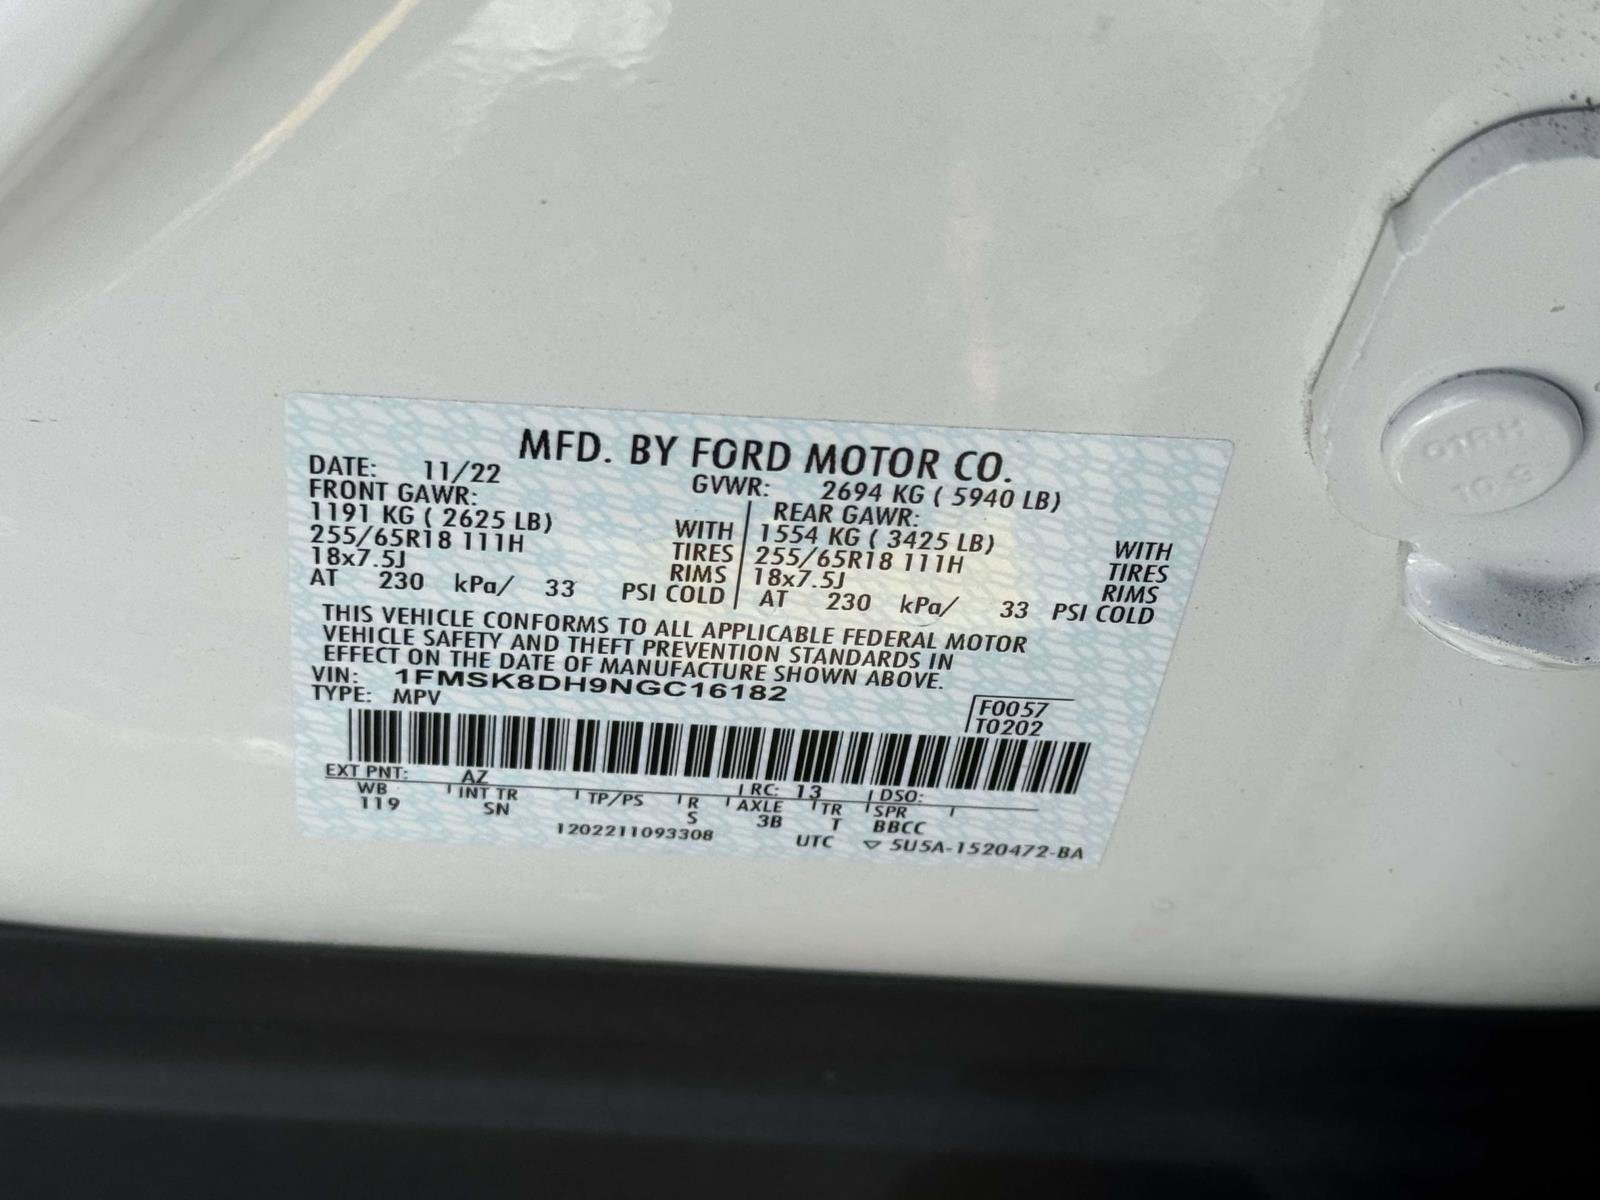 MFD. BY FORD MOTOR CO.
DATE: 11/22
GVWR: 2694 KG ( 5940 LB)
FRONT GAWR:
1191 KG ( 2625 LB) WITH
255/65R18 111H TIRES
18x7.5J RIMS
AT 230 kPa/ 33 PSI COLD
REAR GAWR:
1554 KG ( 3425 LB) WITH
255/65R18 111H TIRES
18x7.5J RIMS
AT 230 kPa/ 33 PSI COLD
THIS VEHICLE CONFORMS TO ALL APPLICABLE FEDERAL MOTOR
VEHICLE SAFETY AND THEFT PREVENTION STANDARDS IN
EFFECT ON THE DATE OF MANUFACTURE SHOWN ABOVE.
VIN: 1FMSK8DH9NGC16182
TYPE: MPV
F0057
T0202
EXT PNT: AZ RC: 13 DSO:
WB INT TR TP/PS R AXLE TR SPR
119 SN S 3B T BBCC
1202211093308 UTC ▽ 5U5A-1520472-BA